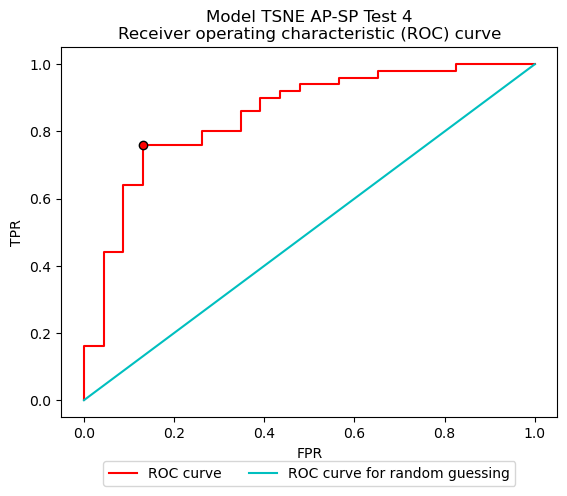 Model TSNE AP-SP Test 4
Receiver operating characteristic (ROC) curve
1.0
0.8
0.6
0.4
0.2
0.0
TPR
0.0 0.2 0.4 0.6 0.8 1.0
FPR
ROC curve ROC curve for random guessing